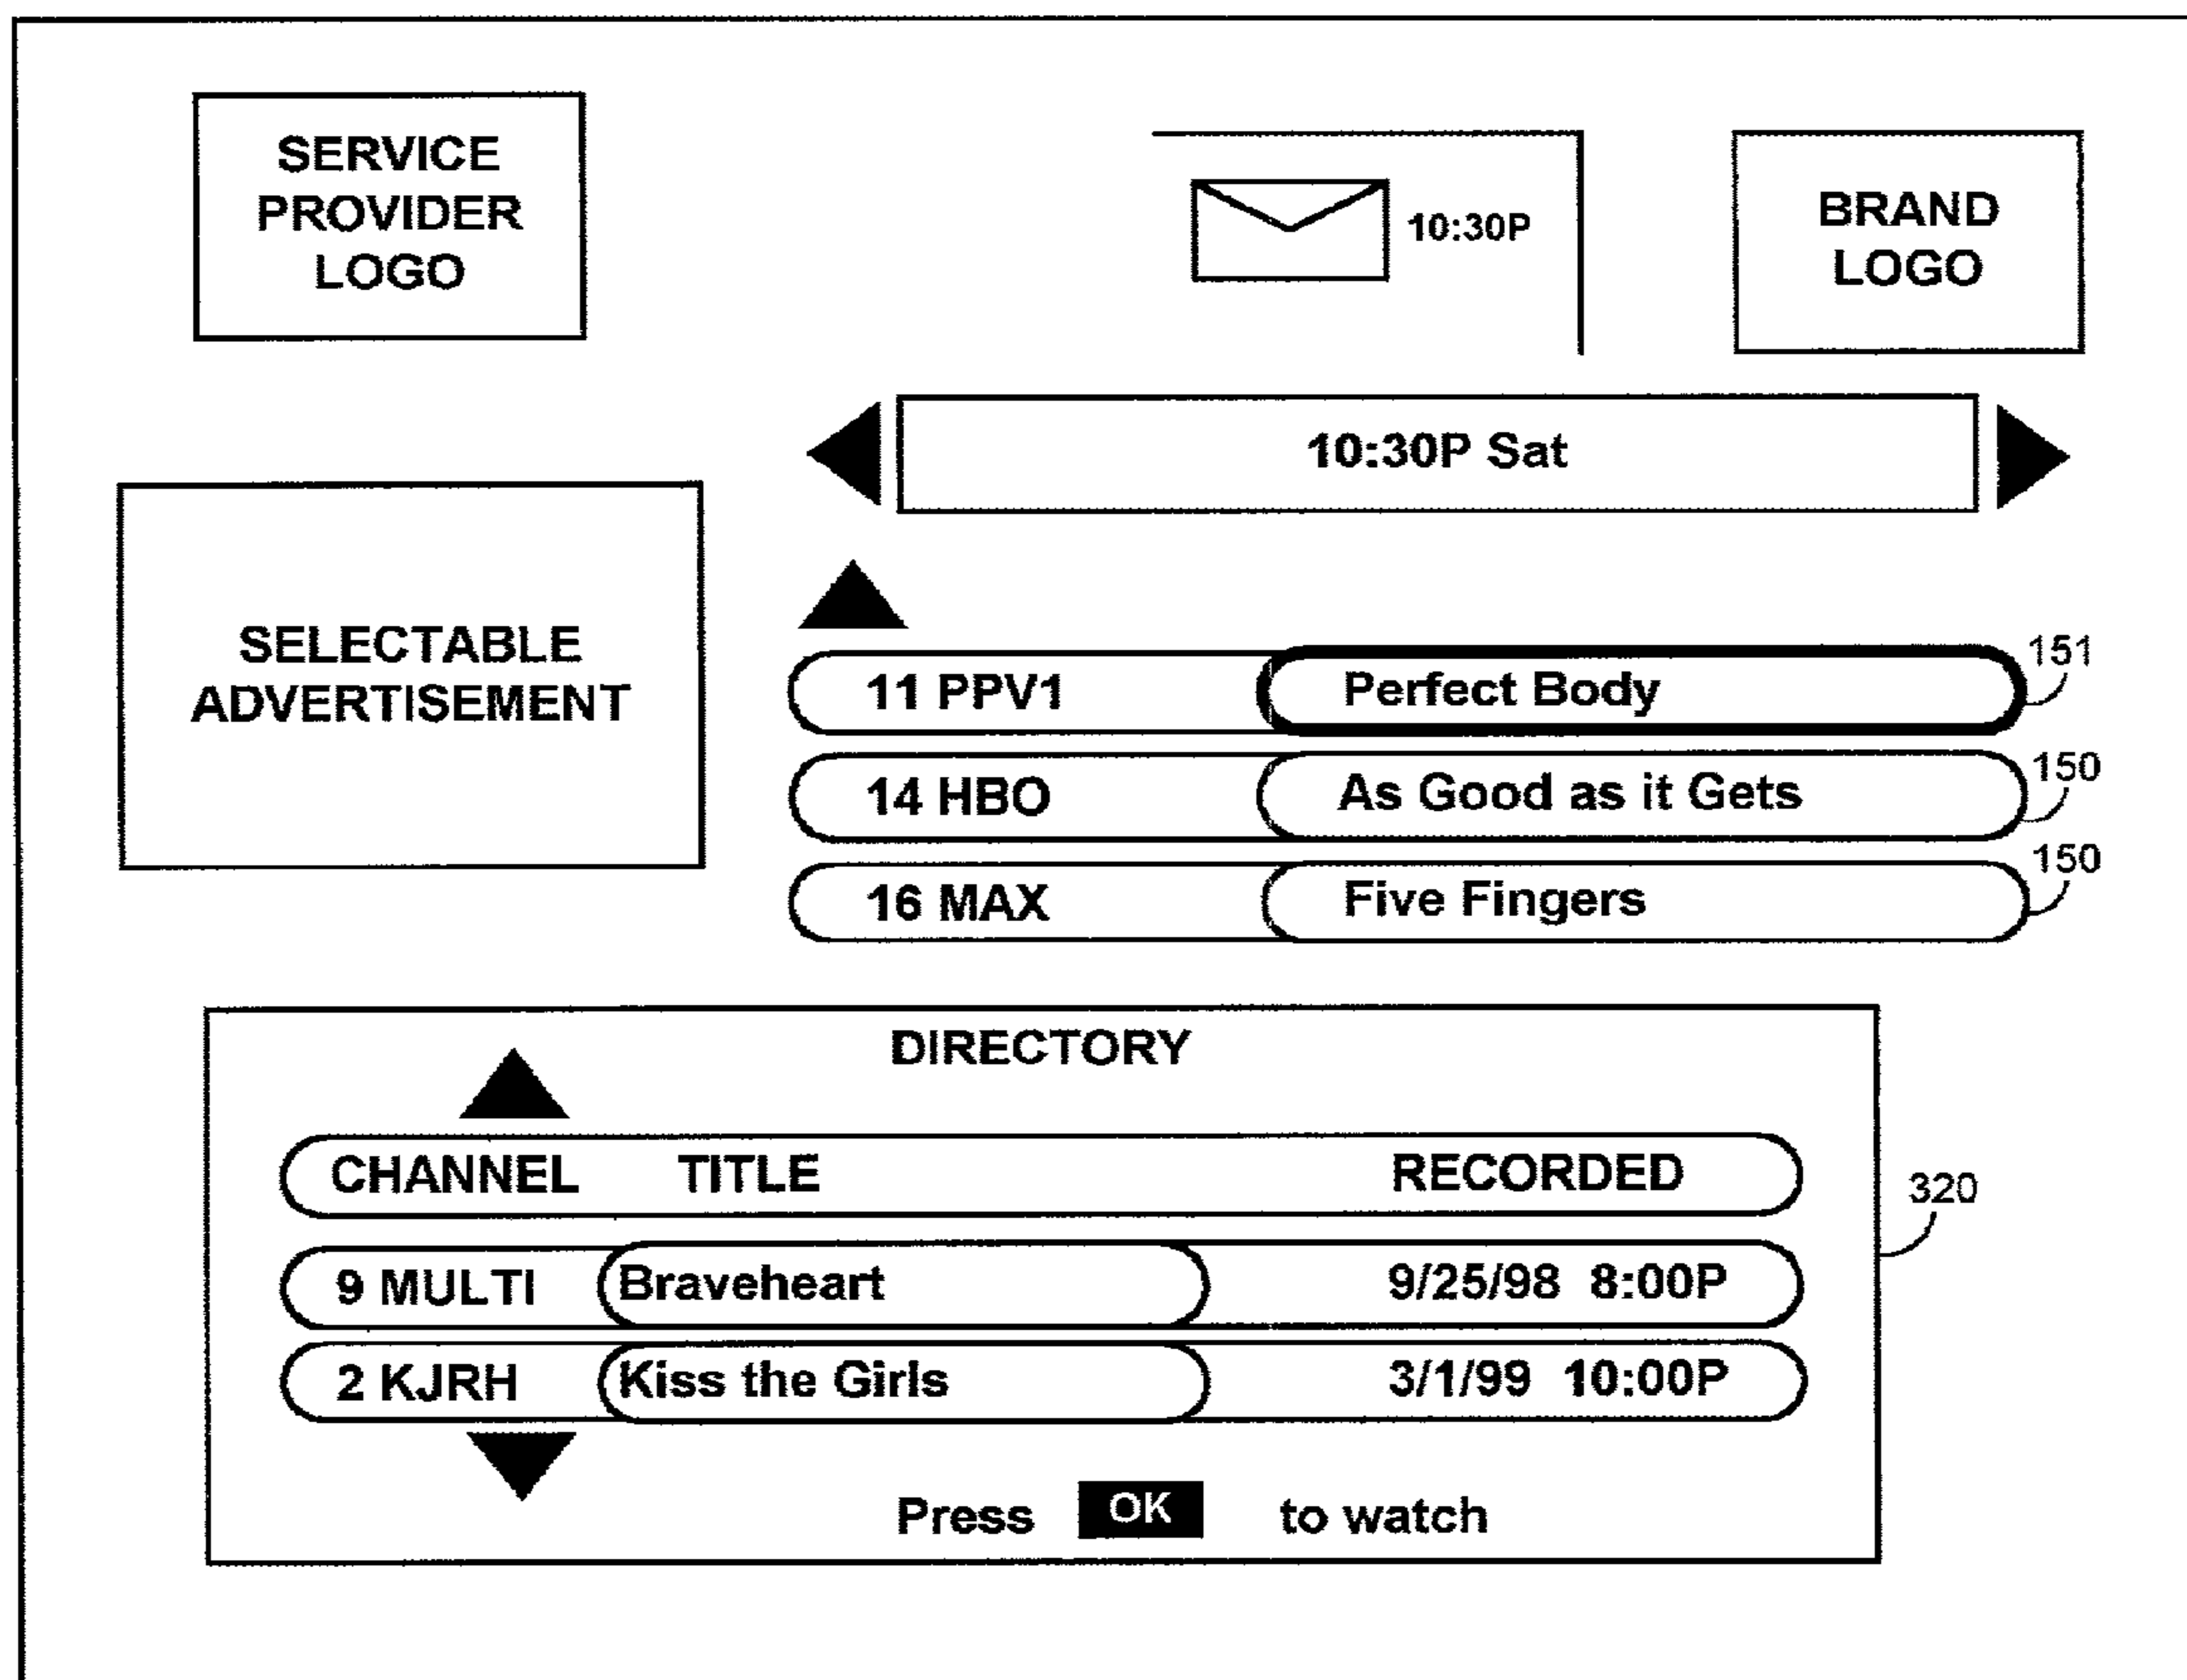 SERVICE
PROVIDER
LOGO
10:30P
BRAND
LOGO
10:30P Sat
SELECTABLE
ADVERTISEMENT
11 PPV1 Perfect Body 151
14 HBO As Good as it Gets 150
16 MAX Five Fingers 150
DIRECTORY
CHANNEL TITLE RECORDED
320
9 MULTI Braveheart 9/25/98 8:00P
2 KJRH Kiss the Girls 3/1/99 10:00P
Press OK to watch